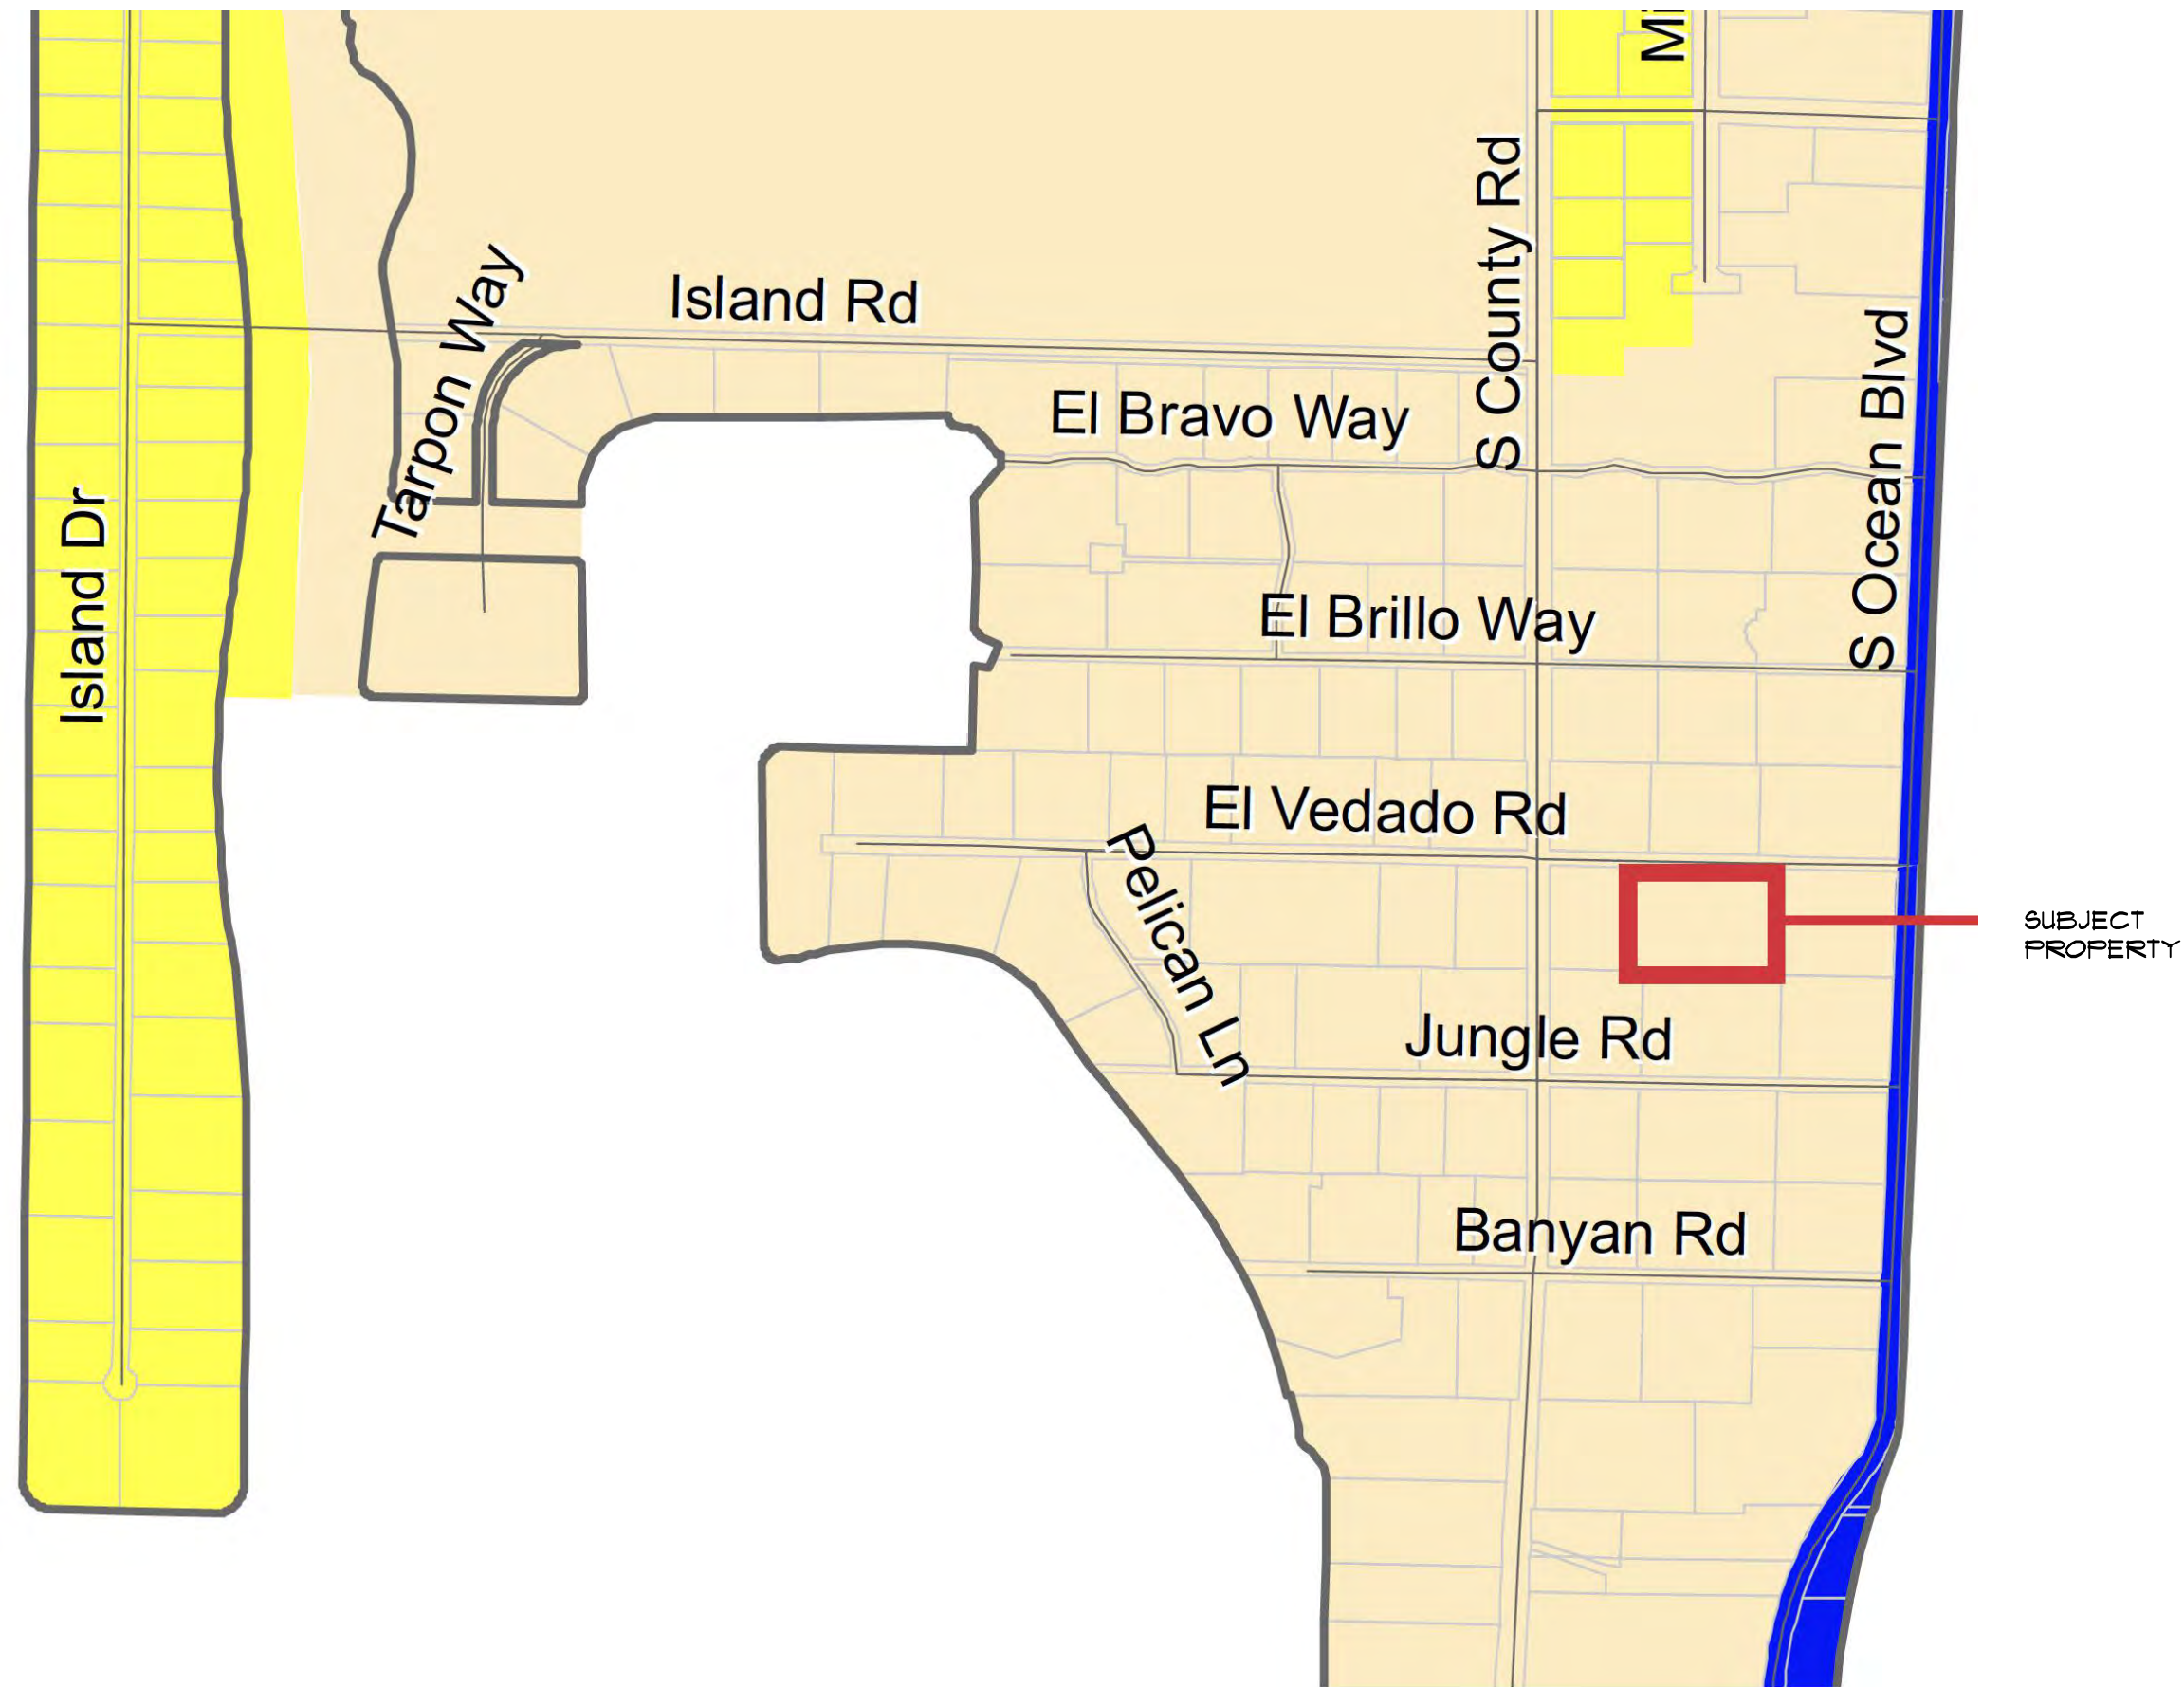 Mi
S County Rd
Tarpon Way
Island Rd
S Ocean Blvd
El Bravo Way
Island Dr
El Brillo Way
El Vedado Rd
Pelican Ln
SUBJECT
PROPERTY
Jungle Rd
Banyan Rd